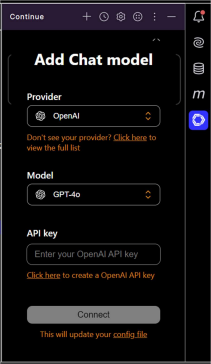 Continue
Add Chat model
Provider
OpenAI
Don't see your provider? Click here to
view the full list
Model
GPT-4o
API key
Enter your OpenAI API key
Click here to create a OpenAI API key
Connect
This will update your config file
m